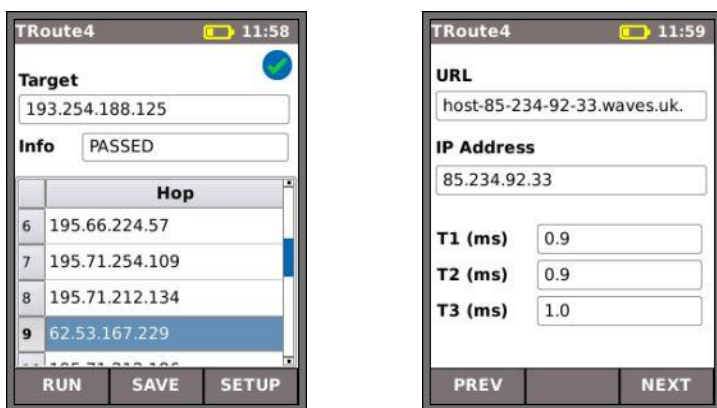 TRoute4 11:58
Target
193.254.188.125
Info PASSED
Hop
6 195.66.224.57
7 195.71.254.109
8 195.71.212.134
9 62.53.167.229
RUN SAVE SETUP
TRoute4 11:59
URL
host-85-234-92-33.waves.uk.
IP Address
85.234.92.33
T1 (ms) 0.9
T2 (ms) 0.9
T3 (ms) 1.0
PREV NEXT